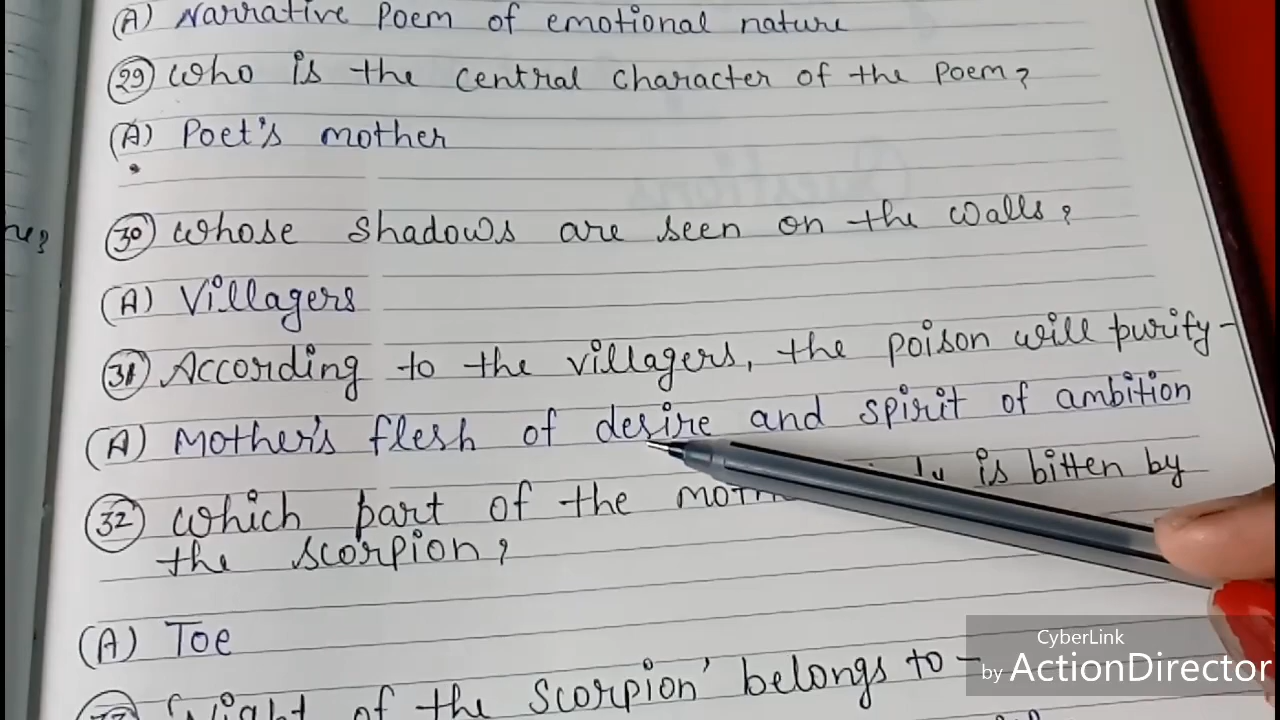 (A) Narrative Poem of emotional nature
(29) Who is the central character of the Poem?
(A) Poet's mother
(30) Whose shadows are seen on the walls?
(A) Villagers
(31) According to the villagers, the poison will purify-
(A) Mother's flesh of desire and spirit of ambition
(32) which part of the is bitten by
the scorpion?
(A) Toe
of the Scorpion' belongs to -
CyberLink
by ActionDirector